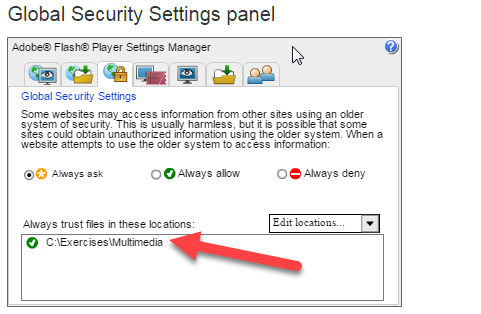 Global Security Settings panel
Adobe® Flash® Player Settings Manager
?
Global Security Settings
Some websites may access information from other sites using an older
system of security. This is usually harmless, but it is possible that some
sites could obtain unauthorized information using the older system. When a
website attempts to use the older system to access information:
Always ask Always allow Always deny
Always trust files in these locations: Edit locations...
C:\Exercises\Multimedia